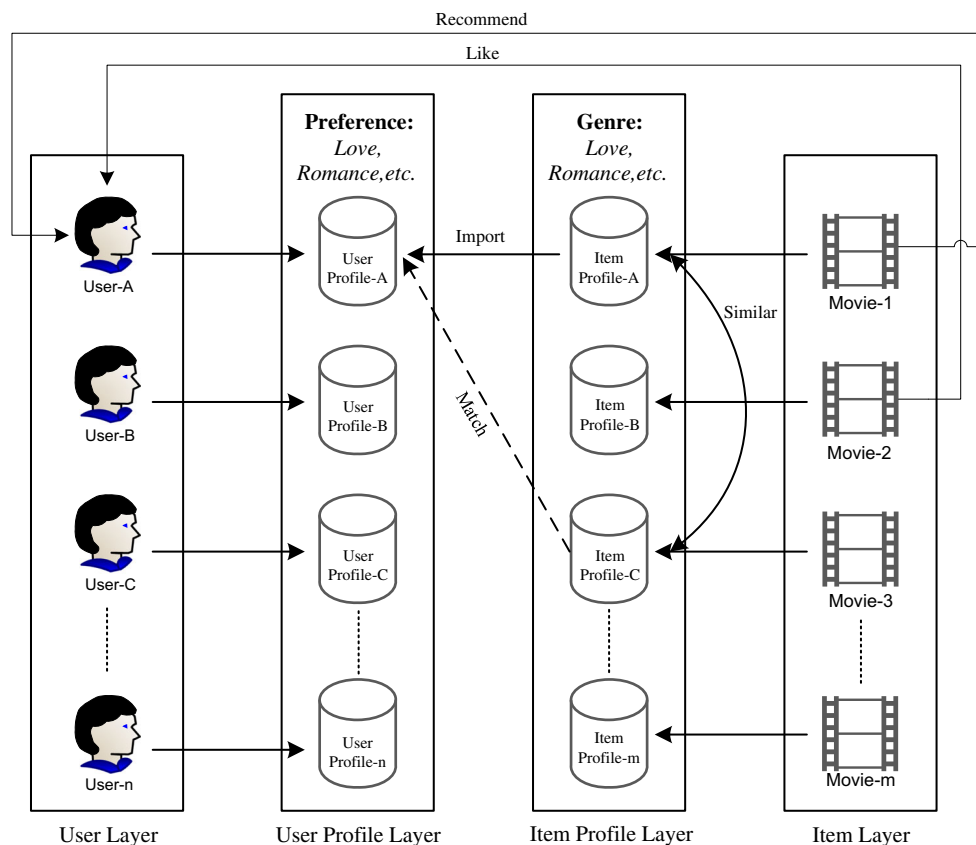 Recommend
Like
Preference:
Love,
Romance,etc.
Genre:
Love,
Romance,etc.
User-A
User
Profile-A
Import
Item
Profile-A
Movie-1
Similar
User-B
User
Profile-B
Match
Item
Profile-B
Movie-2
User-C
User
Profile-C
Item
Profile-C
Movie-3
User-n
User
Profile-n
Item
Profile-m
Movie-m
User Layer
User Profile Layer
Item Profile Layer
Item Layer